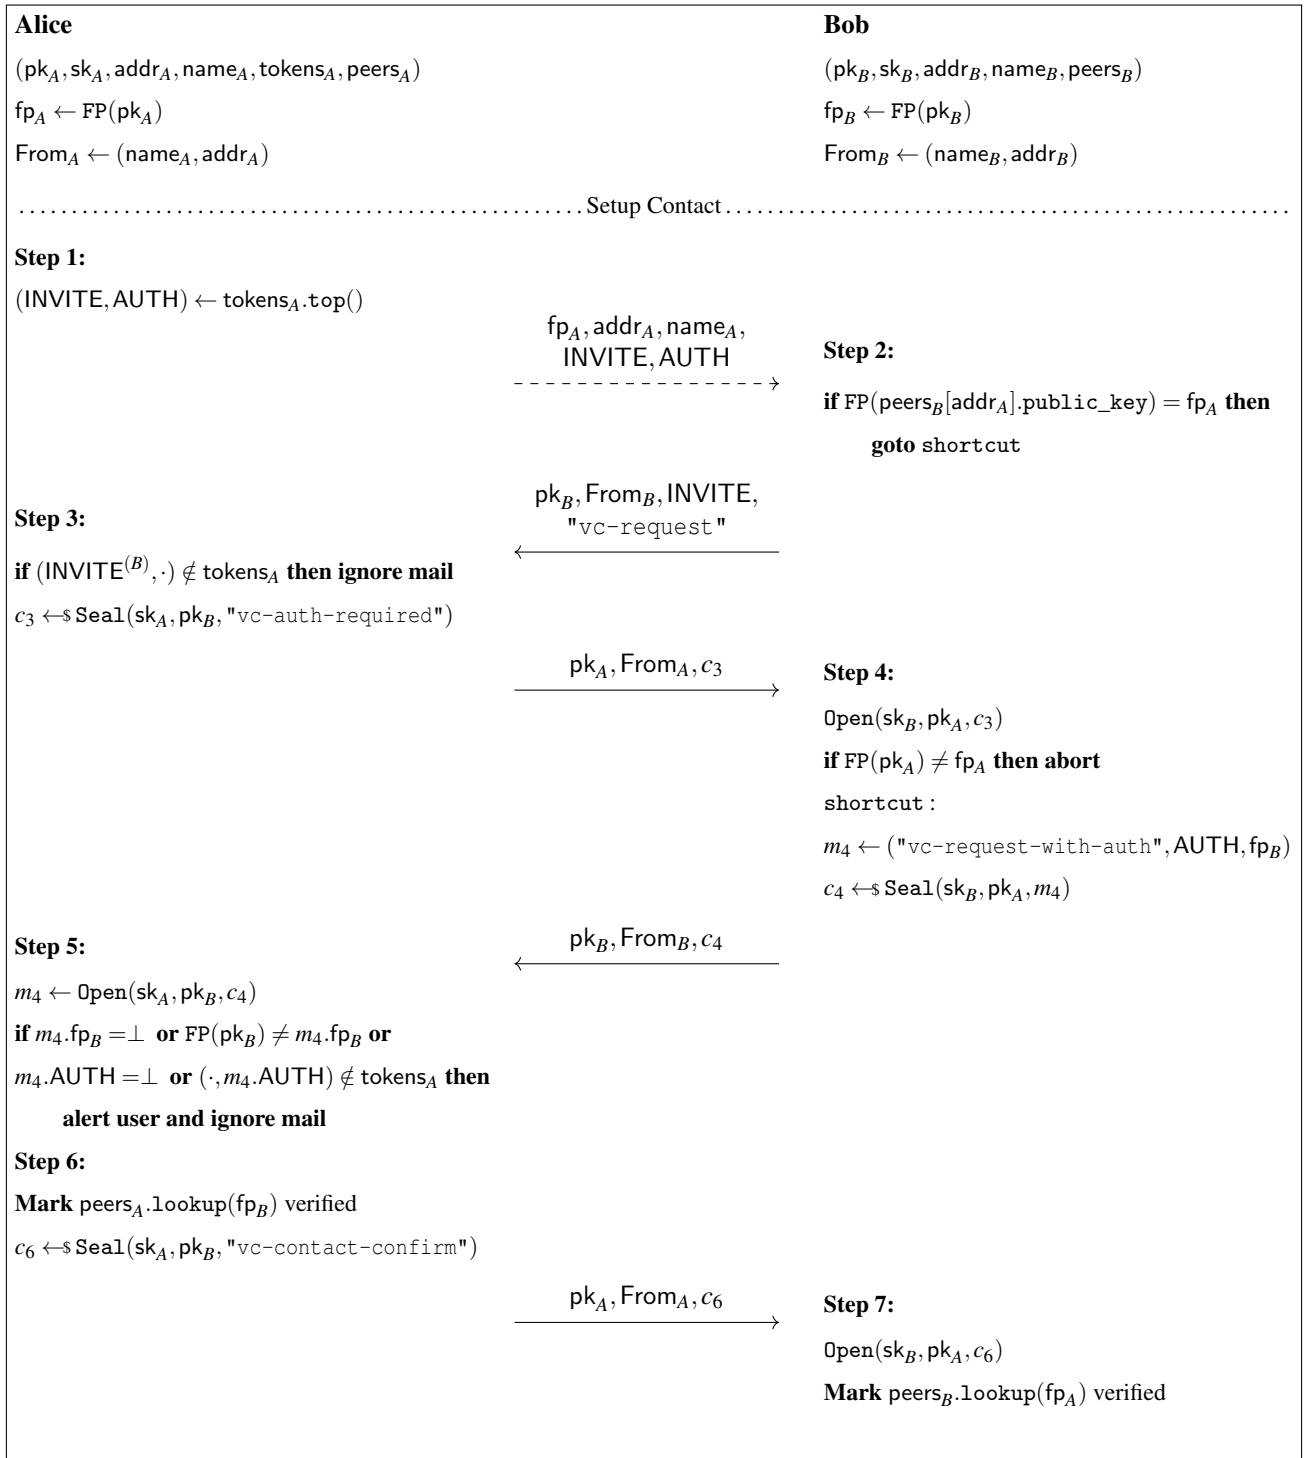 Alice
Bob
(pk_A, sk_A, addr_A, name_A, tokens_A, peers_A)
(pk_B, sk_B, addr_B, name_B, peers_B)
fp_A ← FP(pk_A)
fp_B ← FP(pk_B)
From_A ← (name_A, addr_A)
From_B ← (name_B, addr_B)
Setup Contact
Step 1:
(INVITE, AUTH) ← tokens_A.top()
fp_A, addr_A, name_A,
INVITE, AUTH
Step 2:
if FP(peers_B[addr_A].public_key) = fp_A then
goto shortcut
pk_B, From_B, INVITE,
"vc-request"
Step 3:
if (INVITE^(B), ·) ∉ tokens_A then ignore mail
c_3 ←$ Seal(sk_A, pk_B, "vc-auth-required")
pk_A, From_A, c_3
Step 4:
Open(sk_B, pk_A, c_3)
if FP(pk_A) ≠ fp_A then abort
shortcut :
m_4 ← ("vc-request-with-auth", AUTH, fp_B)
c_4 ←$ Seal(sk_B, pk_A, m_4)
pk_B, From_B, c_4
Step 5:
m_4 ← Open(sk_A, pk_B, c_4)
if m_4.fp_B =⊥ or FP(pk_B) ≠ m_4.fp_B or
m_4.AUTH =⊥ or (·, m_4.AUTH) ∉ tokens_A then
alert user and ignore mail
Step 6:
Mark peers_A.lookup(fp_B) verified
c_6 ←$ Seal(sk_A, pk_B, "vc-contact-confirm")
pk_A, From_A, c_6
Step 7:
Open(sk_B, pk_A, c_6)
Mark peers_B.lookup(fp_A) verified